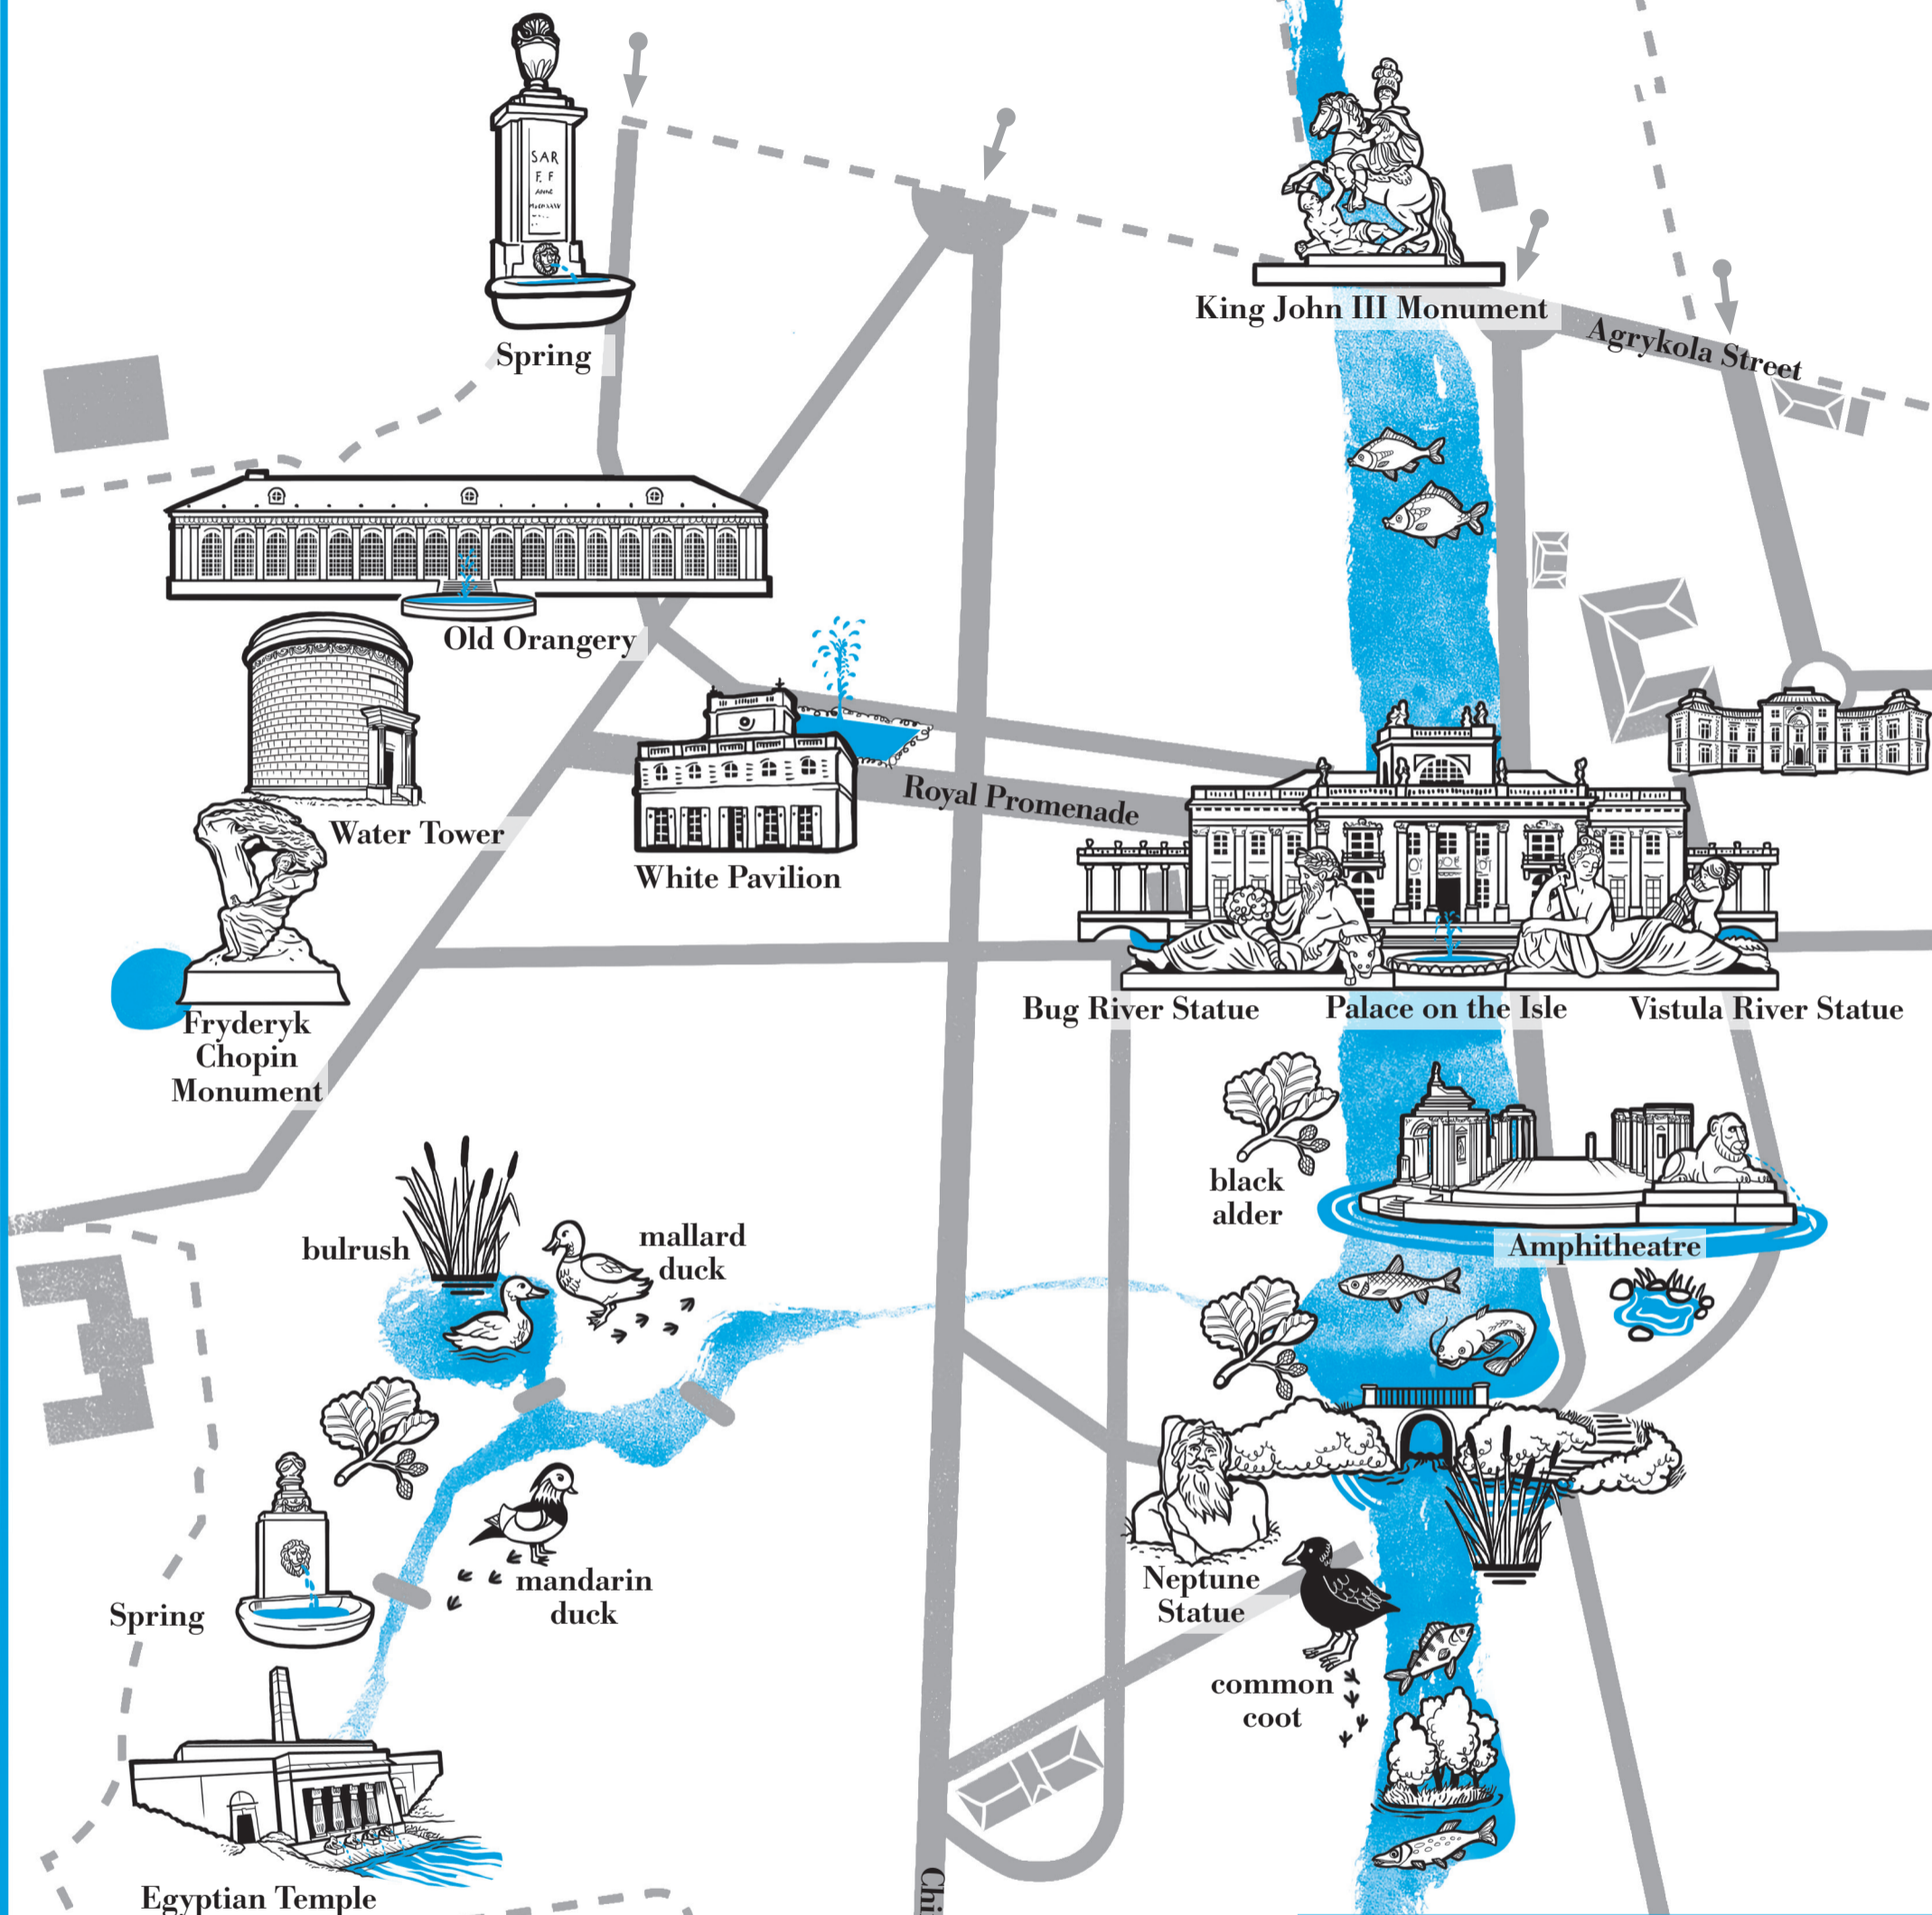 SAR
F. F
Spring
King John III Monument
Agrykola Street
Old Orangery
Water Tower
Royal Promenade
White Pavilion
Fryderyk
Chopin
Monument
Bug River Statue
Palace on the Isle
Vistula River Statue
black
alder
bulrush
mallard
duck
Amphitheatre
mandarin
duck
Spring
Neptune
Statue
common
coot
Egyptian Temple
Chi